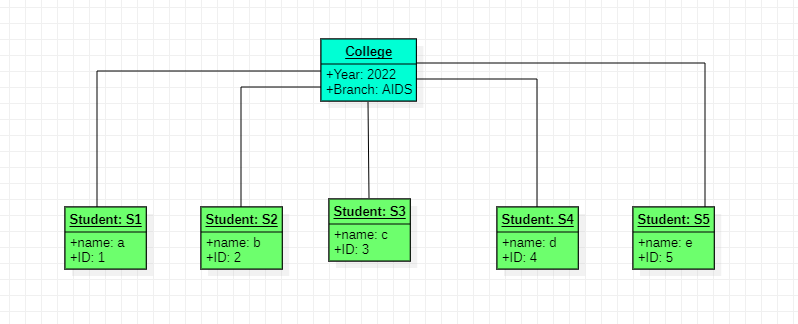 College
+Year: 2022
+Branch: AIDS
Student: S1
+name: a
+ID: 1
Student: S2
+name: b
+ID: 2
Student: S3
+name: c
+ID: 3
Student: S4
+name: d
+ID: 4
Student: S5
+name: e
+ID: 5